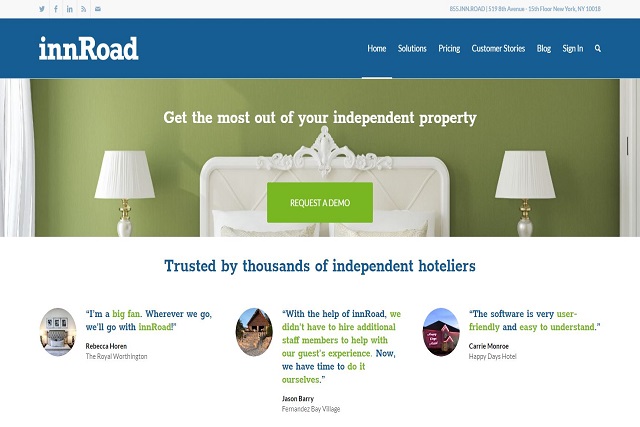 855.INN.ROAD | 519 8th Avenue - 15th Floor New York, NY 10018
innRoad
Home Solutions Pricing Customer Stories Blog Sign In
Get the most out of your independent property
REQUEST A DEMO
Trusted by thousands of independent hoteliers
“I’m a big fan. Wherever we go,
we’ll go with innRoad!”
Rebecca Horen
The Royal Worthington
“With the help of innRoad, we
didn’t have to hire additional
staff members to help with
our guest’s experience. Now,
we have time to do it
ourselves.”
Jason Barry
Fernandez Bay Village
“The software is very user-
friendly and easy to understand.”
Carrie Monroe
Happy Days Hotel